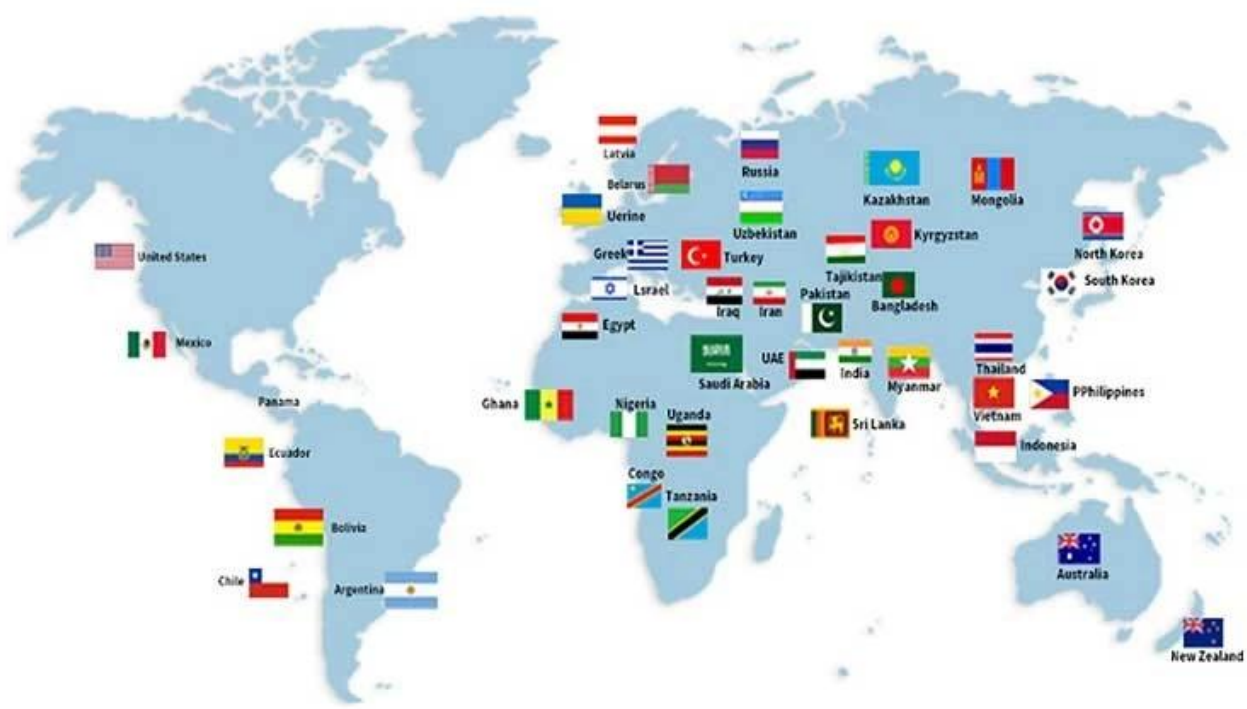 Latvia
Russia
Belarus
Kazakhstan
Mongolia
Uerine
Uzbekistan
Kyrgyzstan
North Korea
United States
Greek
Turkey
Tajikistan
South Korea
Lsrael
Iraq
Iran
Pakistan
Bangladesh
Egypt
Mexico
Saudi Arabia
UAE
India
Myanmar
Thailand
Panama
Ghana
Nigeria
Uganda
Sri Lanka
Vietnam
PPhilippines
Ecuador
Indonesia
Congo
Tanzania
Bolivia
Chile
Argentina
Australia
New Zealand